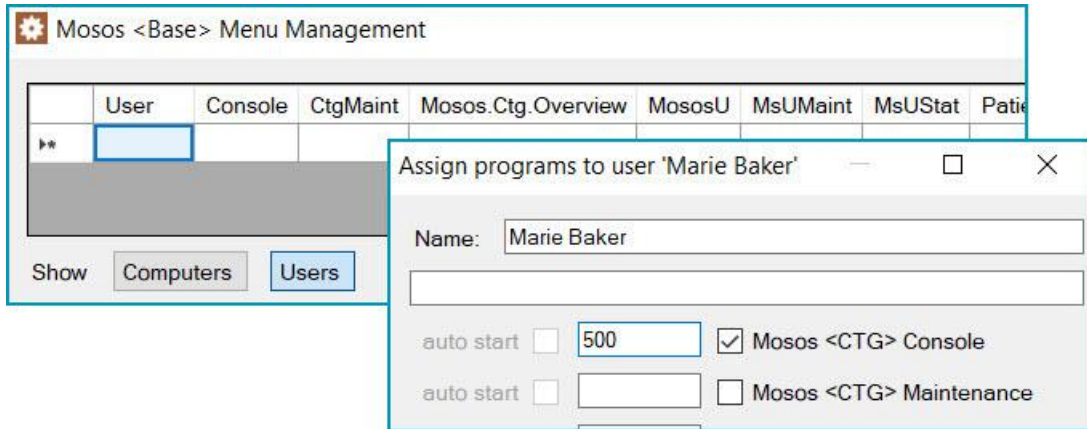 Mosos <Base> Menu Management
User Console CtgMaint Mosos.Ctg.Overview MososU MsUMaint MsUStat Patie
Assign programs to user 'Marie Baker'
Name: Marie Baker
Show Computers Users
auto start 500 Mosos <CTG> Console
auto start Mosos <CTG> Maintenance